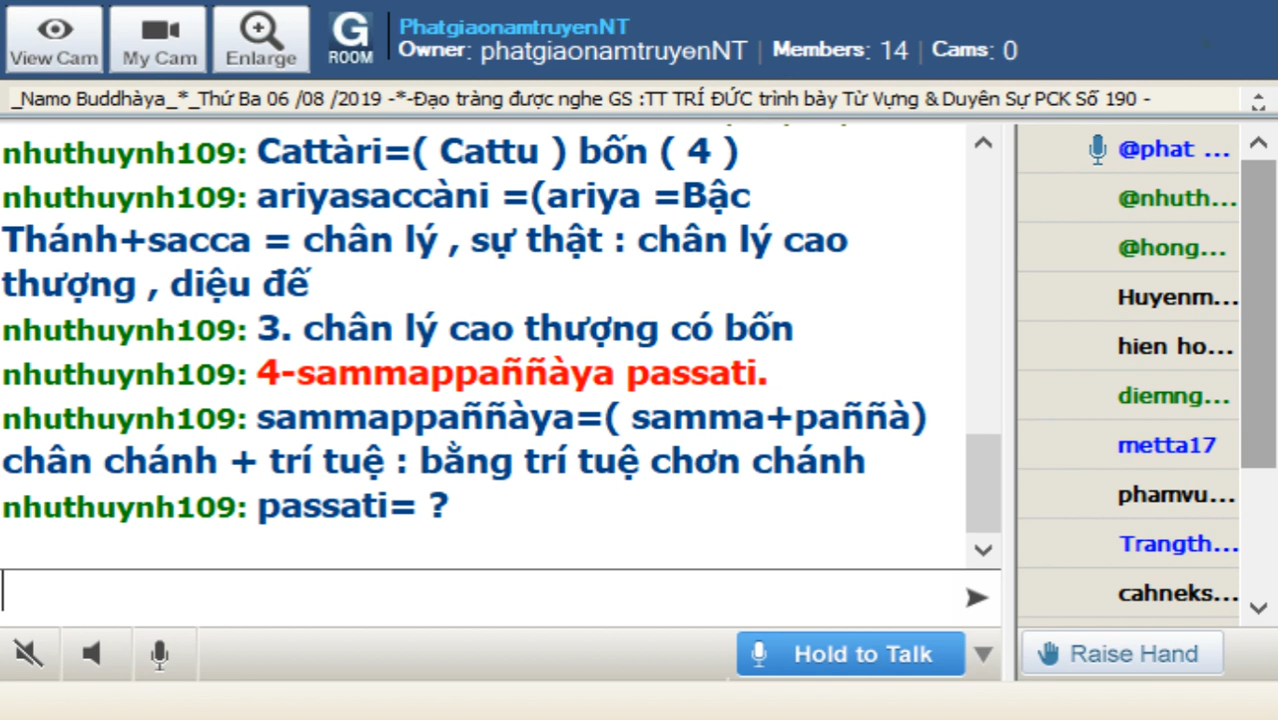 View Cam
My Cam
Enlarge
G
ROOM
PhatgiaonamtruyenNT
Owner: phatgiaonamtruyenNT | Members: 14 | Cams: 0
_Namo Buddhàya_*_Thứ Ba 06 /08 /2019 -*-Đạo tràng được nghe GS :TT TRÍ ĐỨC trình bày Từ Vựng & Duyên Sự PCK Số 190 -
nhuthuynh109: Cattàri=( Cattu ) bốn ( 4 )
nhuthuynh109: ariyasaccàni =(ariya =Bậc
Thánh+sacca = chân lý , sự thật : chân lý cao
thượng , diệu đế
nhuthuynh109: 3. chân lý cao thượng có bốn
nhuthuynh109: 4-sammappaññàya passati.
nhuthuynh109: sammappaññàya=( samma+paññà)
chân chánh + trí tuệ : bằng trí tuệ chơn chánh
nhuthuynh109: passati= ?
@phat ...
@nhuth...
@hong...
Huyenm...
hien ho...
diemng...
metta17
phamvu...
Trangth...
cahneks...
Hold to Talk
Raise Hand